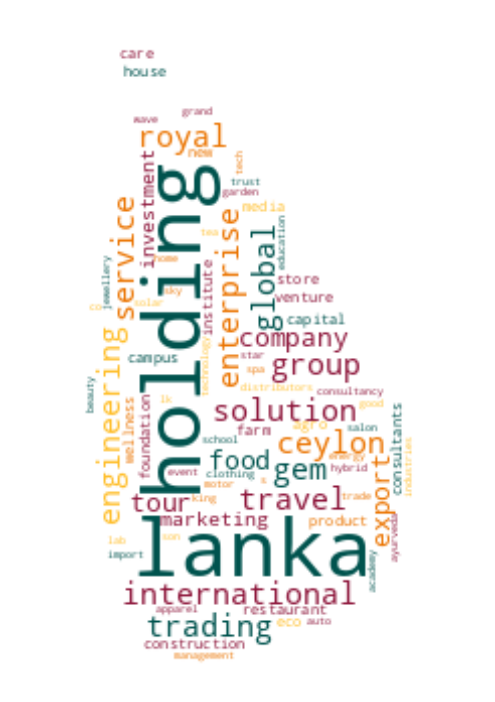 care
house
grand
wave
royal
new
tech
investment
holding
trust
garden
service
enterprise
media
tea
global
education
home
jewellery
institute
sky
store
venture
co
solar
capital
engineering
technology
company
campus
star
group
spa
beauty
distributors
consultancy
wellness
foundation
lk
solution
good
farm
agro
salon
consultants
school
ceylon
food
gem
energy
hybrid
event
clothing
industries
motor
e
export
tour
king
travel
trade
marketing
product
ayurveda
lanka
lab
son
import
academy
international
apparel
restaurant
trading
eco
auto
construction
management